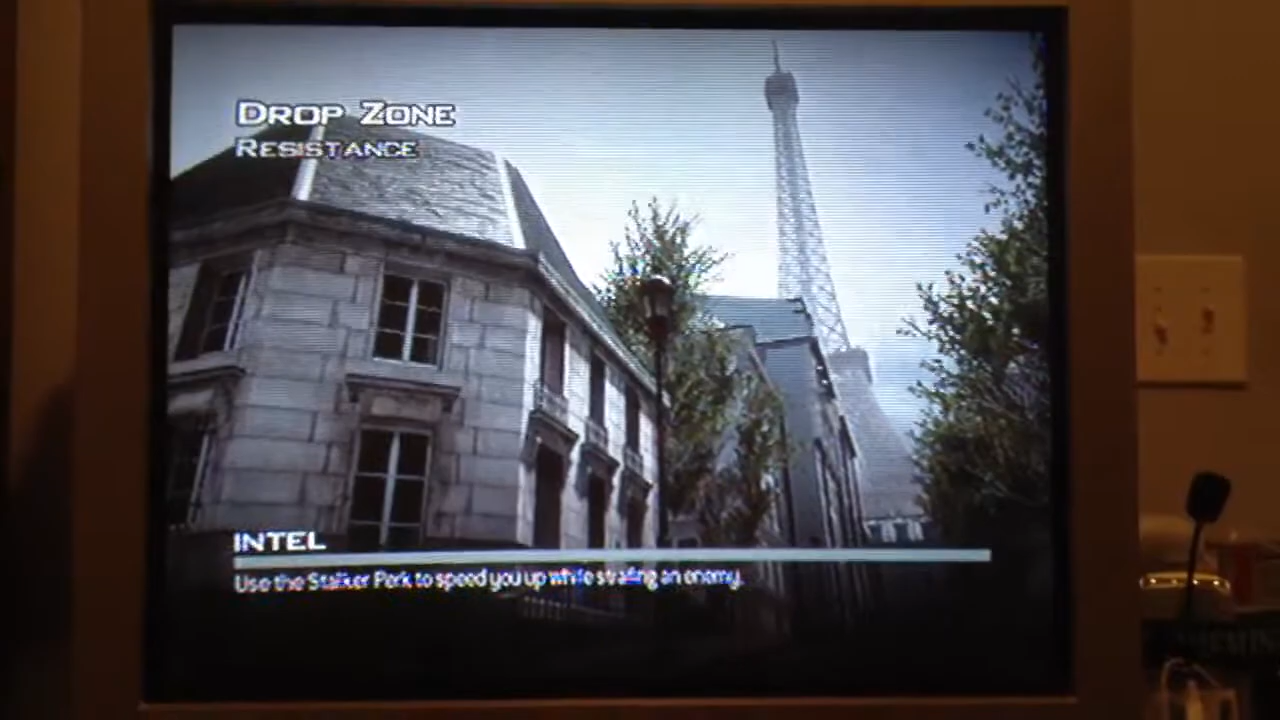 Drop Zone
Resistance
INTEL
Use the Stalker Perk to speed you up while strafing an enemy.